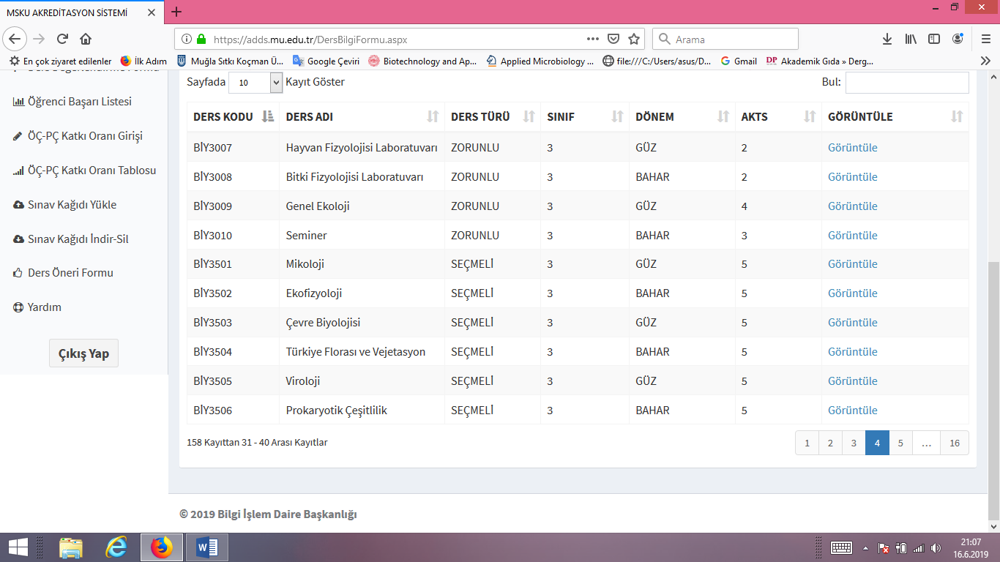 MSKU AKREDİTASYON SİSTEMİ
https://adds.mu.edu.tr/DersBilgiFormu.aspx
Arama
En çok ziyaret edilenler İlk Adım Muğla Sıtkı Koçman Ü... Google Çeviri Biotechnology and Ap... Applied Microbiology ... file:///C:/Users/asus/D... Gmail DP Akademik Gıda » Derg...
Öğrenci Başarı Listesi
ÖÇ-PÇ Katkı Oranı Girişi
ÖÇ-PÇ Katkı Oranı Tablosu
Sınav Kağıdı Yükle
Sınav Kağıdı İndir-Sil
Ders Öneri Formu
Yardım
Çıkış Yap
Sayfada 10 Kayıt Göster Bul:
DERS KODU DERS ADI DERS TÜRÜ SINIF DÖNEM AKTS GÖRÜNTÜLE
BİY3007 Hayvan Fizyolojisi Laboratuvarı ZORUNLU 3 GÜZ 2 Görüntüle
BİY3008 Bitki Fizyolojisi Laboratuvarı ZORUNLU 3 BAHAR 2 Görüntüle
BİY3009 Genel Ekoloji ZORUNLU 3 GÜZ 4 Görüntüle
BİY3010 Seminer ZORUNLU 3 BAHAR 3 Görüntüle
BİY3501 Mikoloji SEÇMELİ 3 GÜZ 5 Görüntüle
BİY3502 Ekofizyoloji SEÇMELİ 3 BAHAR 5 Görüntüle
BİY3503 Çevre Biyolojisi SEÇMELİ 3 GÜZ 5 Görüntüle
BİY3504 Türkiye Florası ve Vejetasyon SEÇMELİ 3 BAHAR 5 Görüntüle
BİY3505 Viroloji SEÇMELİ 3 GÜZ 5 Görüntüle
BİY3506 Prokaryotik Çeşitlilik SEÇMELİ 3 BAHAR 5 Görüntüle
158 Kayıttan 31 - 40 Arası Kayıtlar 1 2 3 4 5 ... 16
© 2019 Bilgi İşlem Daire Başkanlığı
21:07
16.6.2019